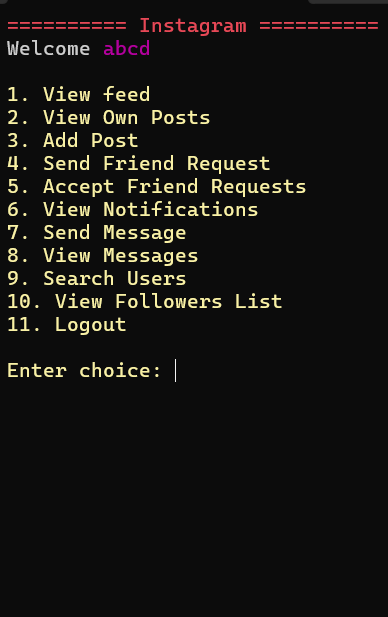 ========== Instagram ==========
Welcome abcd
1. View feed
2. View Own Posts
3. Add Post
4. Send Friend Request
5. Accept Friend Requests
6. View Notifications
7. Send Message
8. View Messages
9. Search Users
10. View Followers List
11. Logout
Enter choice: